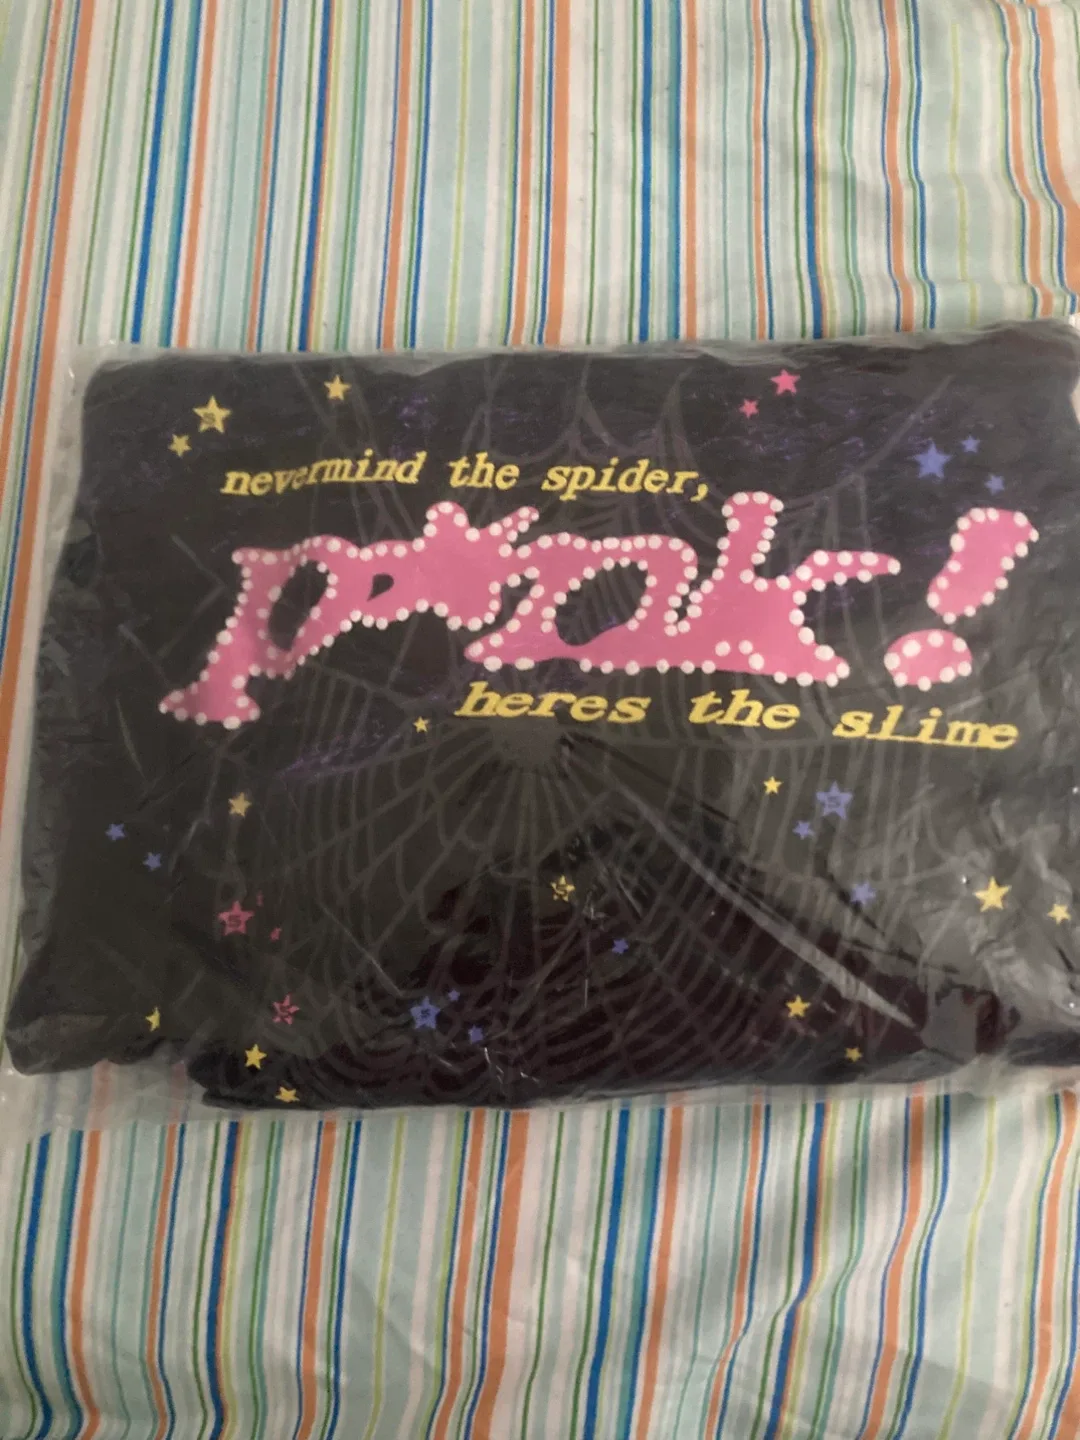 nevermind the spider,
p*nk!
heres the slime
S
S
S
S
S
S